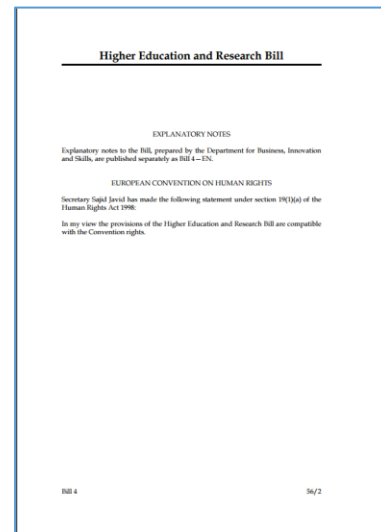 Higher Education and Research Bill
EXPLANATORY NOTES
Explanatory notes to the Bill, prepared by the Department for Business, Innovation
and Skills, are published separately as Bill 4—EN.
EUROPEAN CONVENTION ON HUMAN RIGHTS
Secretary Sajid Javid has made the following statement under section 19(1)(a) of the
Human Rights Act 1998:
In my view the provisions of the Higher Education and Research Bill are compatible
with the Convention rights.
Bill 4 56/2